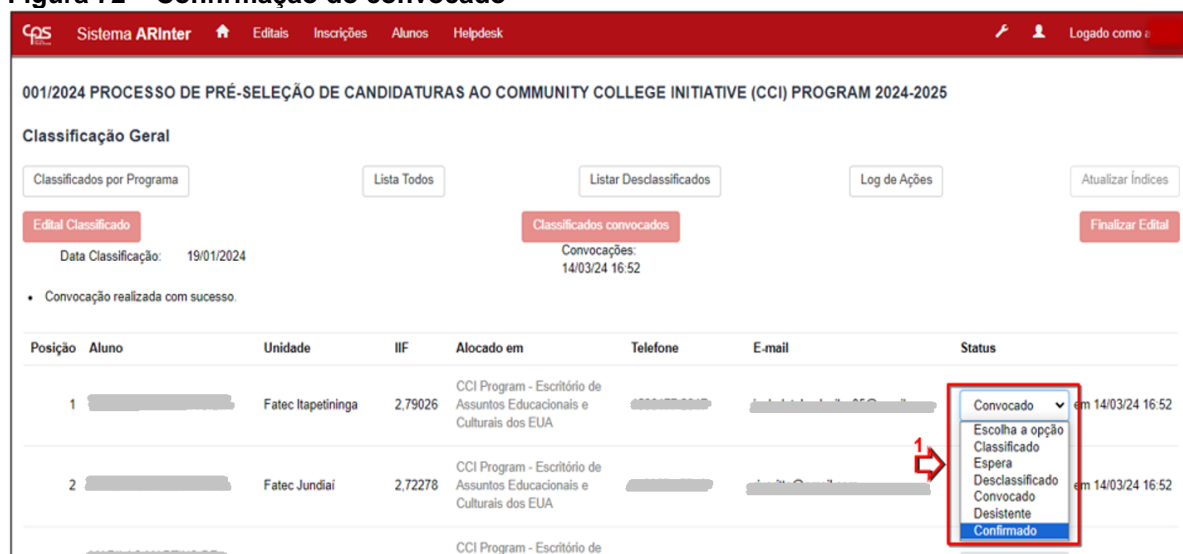 Figura 72 – Confirmação do convocado
CPS Sistema ARInter Editais Inscrições Alunos Helpdesk Logado como a
001/2024 PROCESSO DE PRÉ-SELEÇÃO DE CANDIDATURAS AO COMMUNITY COLLEGE INITIATIVE (CCI) PROGRAM 2024-2025
Classificação Geral
Classificados por Programa Lista Todos Listar Desclassificados Log de Ações Atualizar Índices
Edital Classificado Classificados convocados Finalizar Edital
Data Classificação: 19/01/2024 Convocações:
14/03/24 16:52
• Convocação realizada com sucesso.
Posição Aluno Unidade IIF Alocado em Telefone E-mail Status
CCI Program - Escritório de
1 Fatec Itapetininga 2,79026 Assuntos Educacionais e Convocado em 14/03/24 16:52
Culturais dos EUA
Escolha a opção
Classificado
1
Espera
Desclassificado
Convocado
Desistente
Confirmado
CCI Program - Escritório de
2 Fatec Jundiaí 2,72278 Assuntos Educacionais e em 14/03/24 16:52
Culturais dos EUA
CCI Program - Escritório de